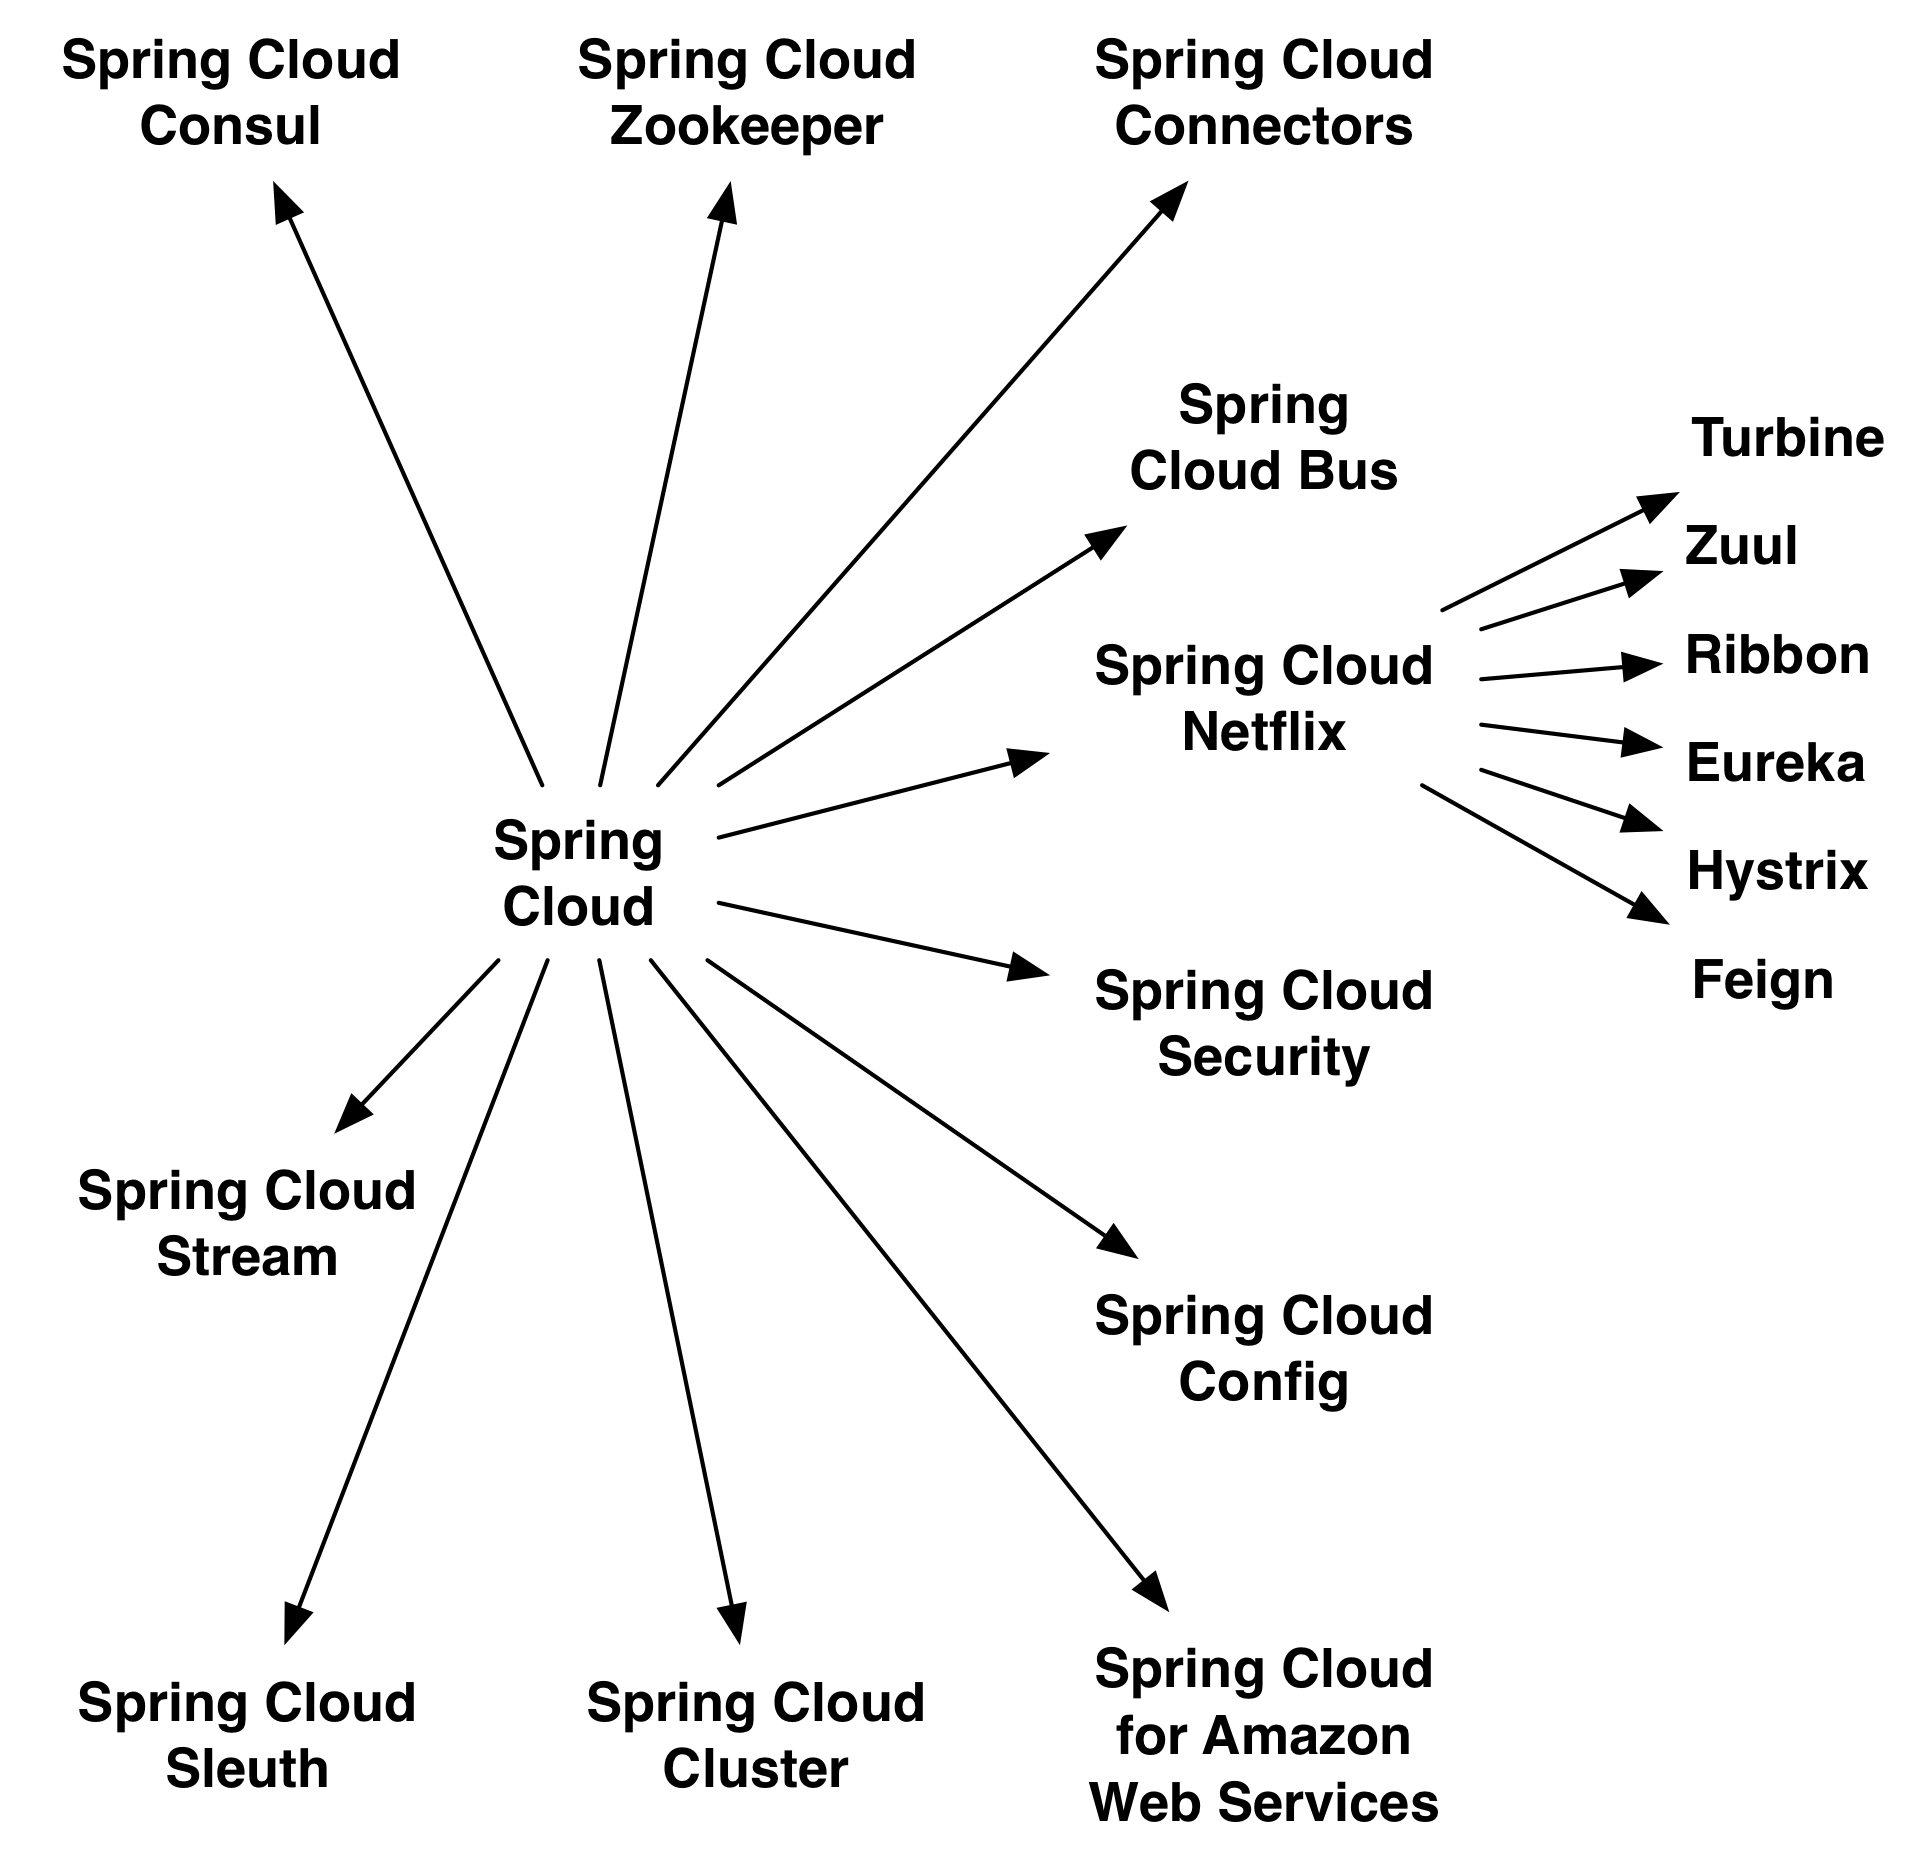 Spring Cloud
Consul
Spring Cloud
Zookeeper
Spring Cloud
Connectors
Spring
Cloud Bus
Turbine
Zuul
Ribbon
Eureka
Hystrix
Feign
Spring Cloud
Netflix
Spring
Cloud
Spring Cloud
Security
Spring Cloud
Stream
Spring Cloud
Config
Spring Cloud
Sleuth
Spring Cloud
Cluster
Spring Cloud
for Amazon
Web Services